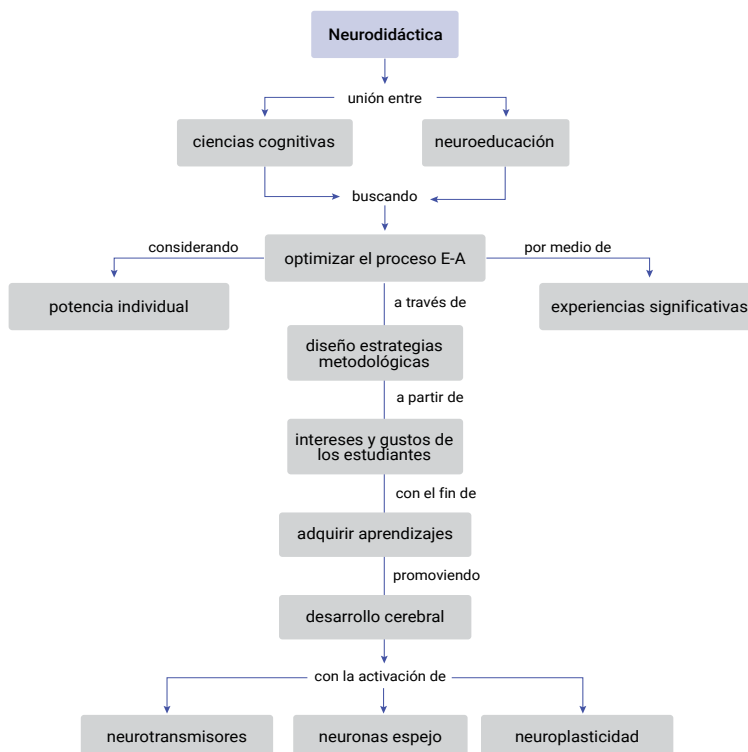 Neurodidáctica
unión entre
ciencias cognitivas
neuroeducación
buscando
considerando
optimizar el proceso E-A
por medio de
potencia individual
a través de
experiencias significativas
diseño estrategias
metodológicas
a partir de
intereses y gustos de
los estudiantes
con el fin de
adquirir aprendizajes
promoviendo
desarrollo cerebral
con la activación de
neurotransmisores
neuronas espejo
neuroplasticidad